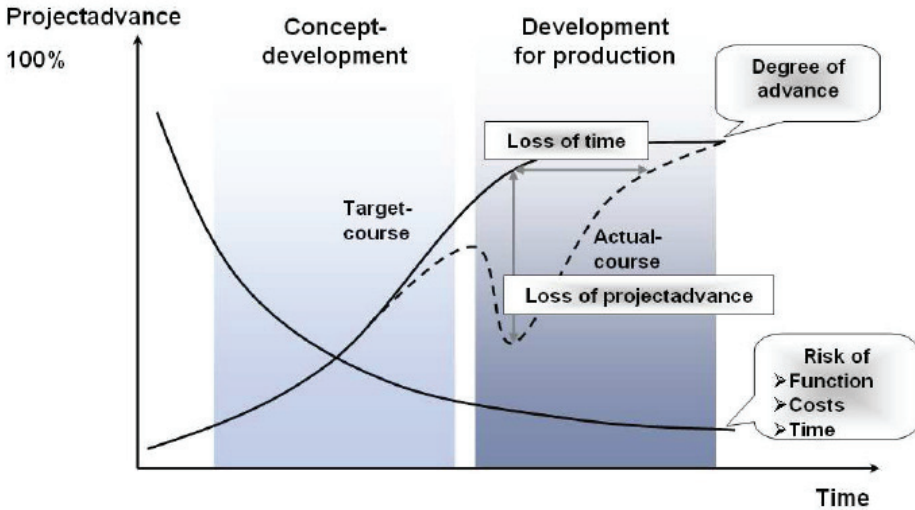 Projectadvance
100%
Concept-
development
Development
for production
Degree of
advance
Loss of time
Target-
course
Actual-
course
Loss of projectadvance
Risk of
➢Function
➢Costs
➢Time
Time